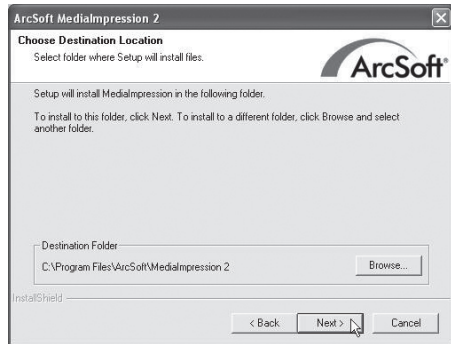 ArcSoft MediaImpression 2
Choose Destination Location
Select folder where Setup will install files.
ArcSoft®
Setup will install MediaImpression in the following folder.
To install to this folder, click Next. To install to a different folder, click Browse and select
another folder.
Destination Folder
C:\Program Files\ArcSoft\MediaImpression 2
Browse...
InstallShield
< Back
Next >
Cancel